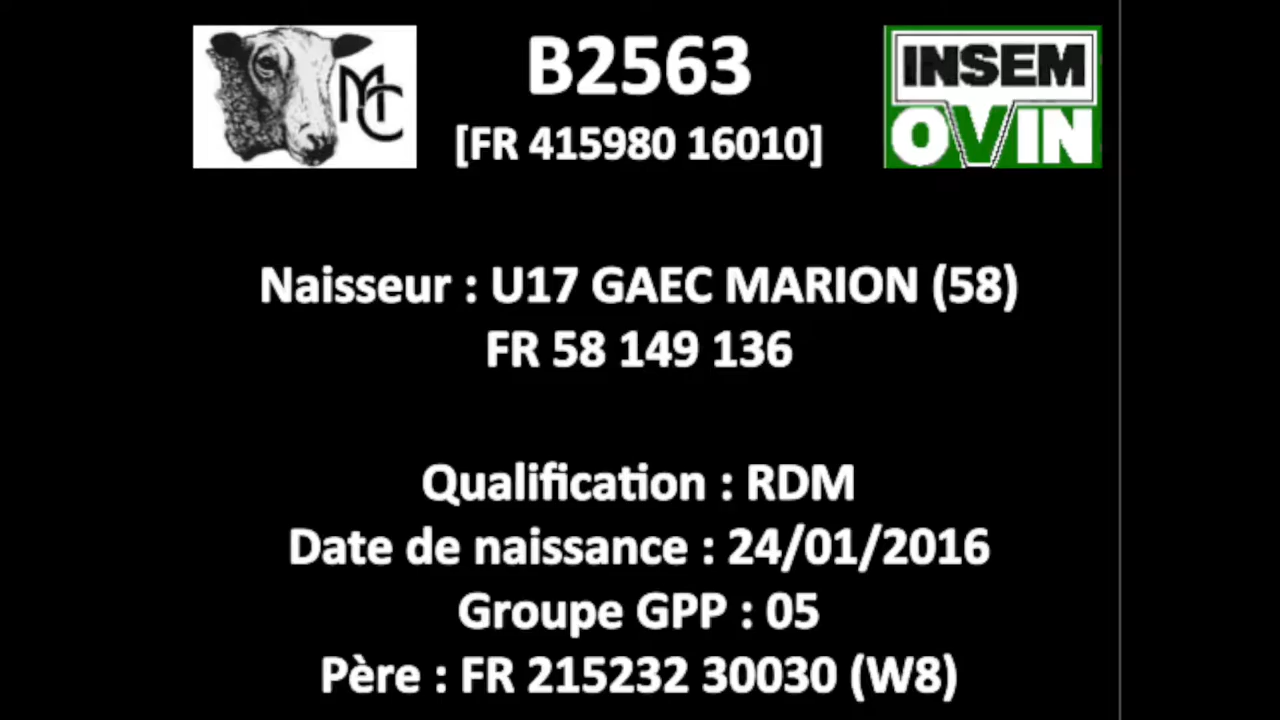 MC
B2563
[FR 415980 16010]
INSEM
OVIN
Naisseur : U17 GAEC MARION (58)
FR 58 149 136
Qualification : RDM
Date de naissance : 24/01/2016
Groupe GPP : 05
Père : FR 215232 30030 (W8)